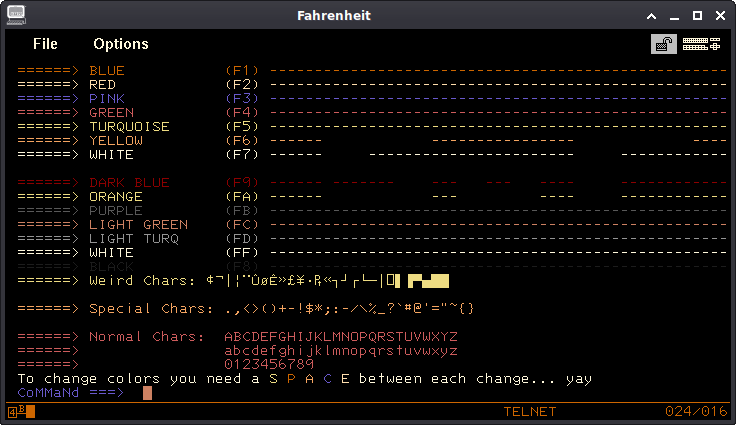 Fahrenheit
File Options
======> BLUE (F1) ---------------------------------------------------
======> RED (F2) ---------------------------------------------------
======> PINK (F3) ---------------------------------------------------
======> GREEN (F4) ---------------------------------------------------
======> TURQUOISE (F5) ---------------------------------------------------
======> YELLOW (F6) ------ ---------------- ----
======> WHITE (F7) ------ ------------------- ------------
======> DARK BLUE (F9) ------ ------- --- --- ---- ------------
======> ORANGE (FA) ------ ------- --- ---- ------------
======> PURPLE (FB) ---------------------------------------------------
======> LIGHT GREEN (FC) ---------------------------------------------------
======> LIGHT TURQ (FD) ---------------------------------------------------
======> WHITE (FF) ---------------------------------------------------
======> BLACK (F8) ---------------------------------------------------
======> Weird Chars: ¢¬|¦¨ÛøÊ»£¥·₧«┐┘┌└─│
======> Special Chars: .,<>()+-!$*;:-/\%_?`#@'="~{}
======> Normal Chars: ABCDEFGHIJKLMNOPQRSTUVWXYZ
======> abcdefghijklmnopqrstuvwxyz
======> 0123456789
To change colors you need a S P A C E between each change... yay
CoMMaNd ===>
4B TELNET 024/016